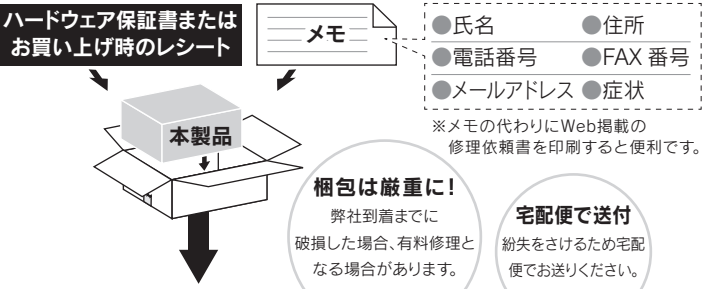 ハードウェア保証書または
お買い上げ時のレシート
メモ
●氏名 ●住所
●電話番号 ●FAX 番号
●メールアドレス ●症状
※メモの代わりにWeb掲載の
修理依頼書を印刷すると便利です。
本製品
梱包は厳重に!
弊社到着までに
破損した場合、有料修理と
なる場合があります。
宅配便で送付
紛失をさけるため宅配
便でお送りください。